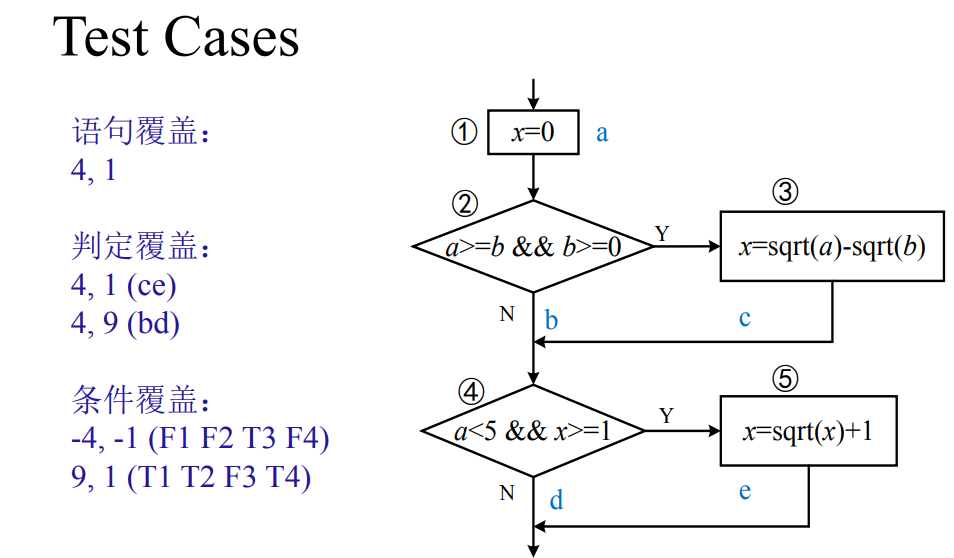 Test Cases
语句覆盖：
4, 1
判定覆盖：
4, 1 (ce)
4, 9 (bd)
条件覆盖：
-4, -1 (F1 F2 T3 F4)
9, 1 (T1 T2 F3 T4)
① x=0 a
②
a>=b && b>=0
Y
③
x=sqrt(a)-sqrt(b)
N b
c
④
a<5 && x>=1
Y
⑤
x=sqrt(x)+1
N d
e